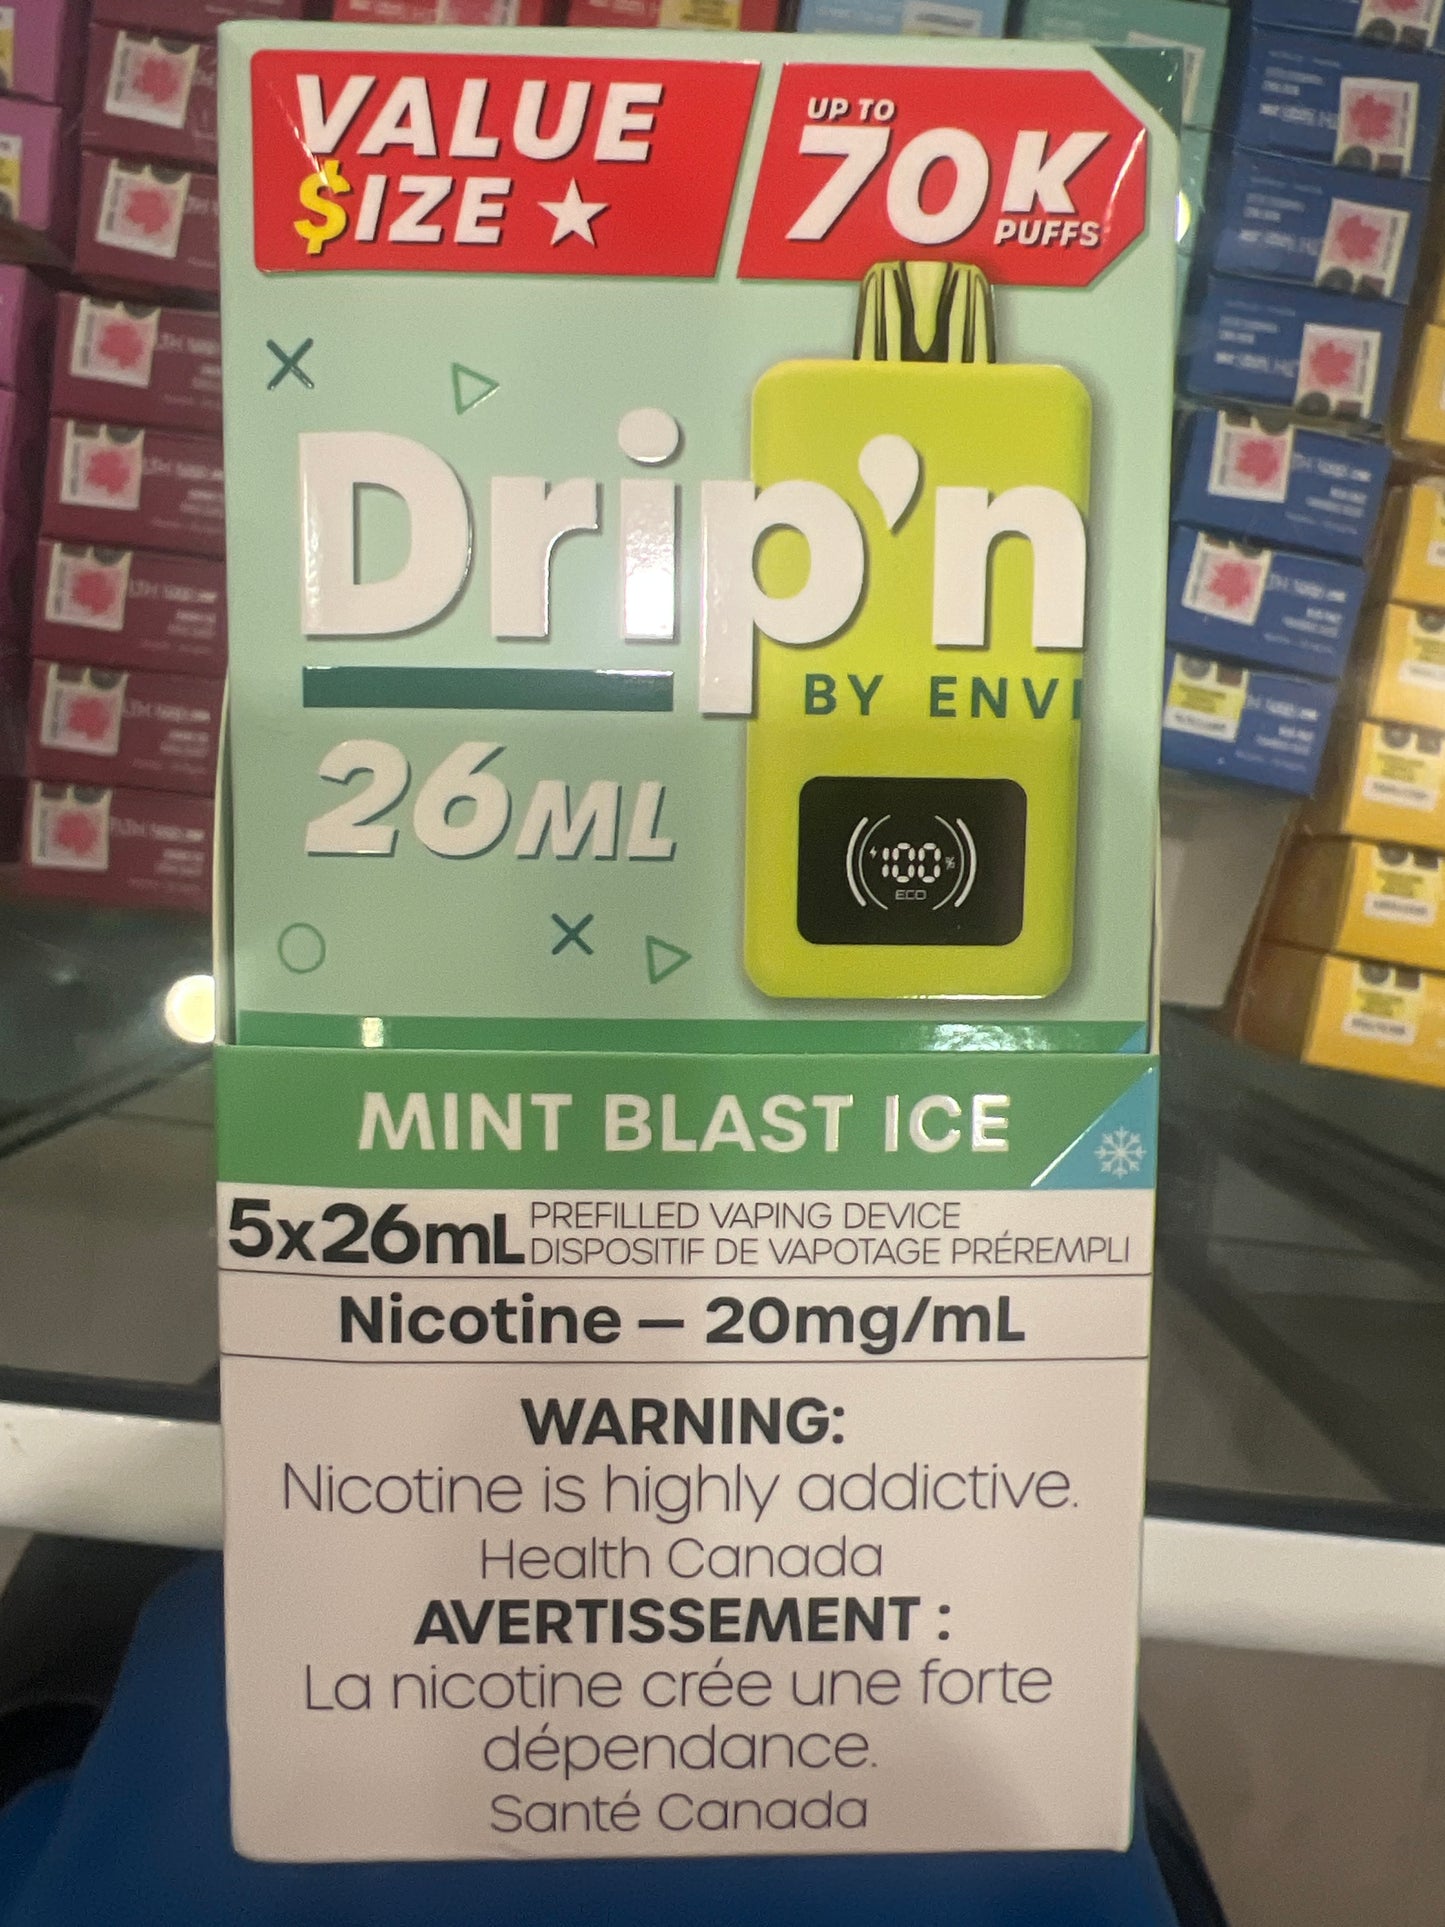 VALUE
$IZE
UP TO
70K
PUFFS
Drip'n
BY ENVI
26ML
100%
ECO
MINT BLAST ICE
5x26mL PREFILLED VAPING DEVICE
DISPOSITIF DE VAPOTAGE PRÉREMPLI
Nicotine — 20mg/mL
WARNING:
Nicotine is highly addictive.
Health Canada
AVERTISSEMENT :
La nicotine crée une forte
dépendance.
Santé Canada